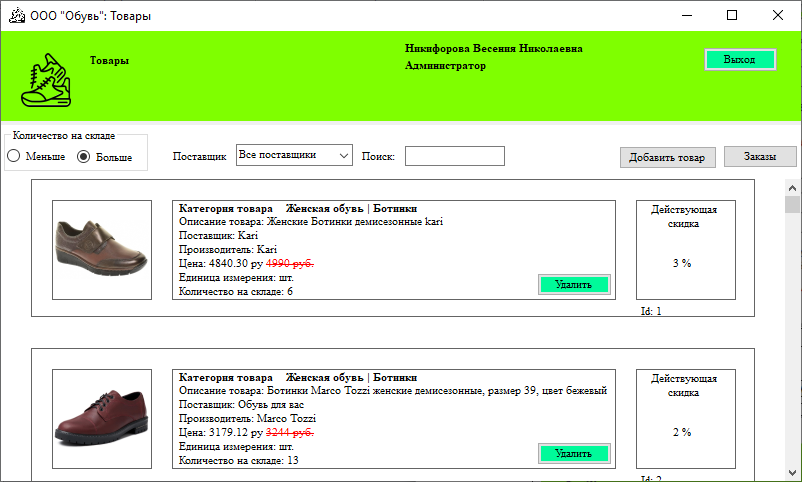 ООО "Обувь": Товары
Товары
Никифорова Весения Николаевна
Администратор
Выход
Количество на складе
Меньше
Больше
Поставщик
Все поставщики
Поиск:
Добавить товар
Заказы
Категория товара Женская обувь | Ботинки
Описание товара: Женские Ботинки демисезонные kari
Поставщик: Kari
Производитель: Kari
Цена: 4840.30 ру 4990 руб.
Единица измерения: шт.
Количество на складе: 6
Удалить
Действующая
скидка
3 %
Id: 1
Категория товара Женская обувь | Ботинки
Описание товара: Ботинки Marco Tozzi женские демисезонные, размер 39, цвет бежевый
Поставщик: Обувь для вас
Производитель: Marco Tozzi
Цена: 3179.12 ру 3244 руб.
Единица измерения: шт.
Количество на складе: 13
Удалить
Действующая
скидка
2 %
Id: 2